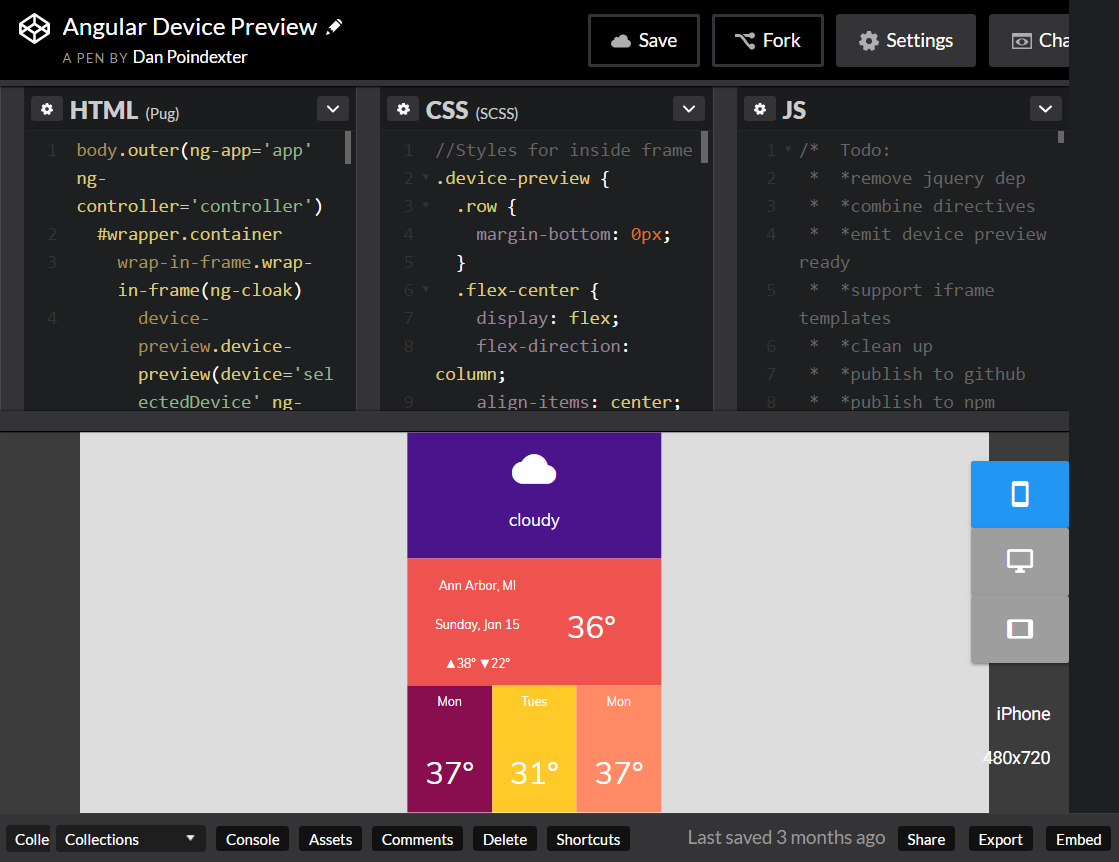 Angular Device Preview
A PEN BY Dan Poindexter
Save
Fork
Settings
Cha
HTML (Pug)
1 body.outer(ng-app='app'
ng-
controller='controller')
2 #wrapper.container
3 wrap-in-frame.wrap-
in-frame(ng-cloak)
4 device-
preview.device-
preview(device='sel
ectedDevice' ng-
CSS (SCSS)
1 //Styles for inside frame
2 .device-preview {
3 .row {
4 margin-bottom: 0px;
5 }
6 .flex-center {
7 display: flex;
8 flex-direction:
column;
9 align-items: center;
JS
1 /* Todo:
2 * *remove jquery dep
3 * *combine directives
4 * *emit device preview
ready
5 * *support iframe
templates
6 * *clean up
7 * *publish to github
8 * *publish to npm
cloudy
Ann Arbor, MI
Sunday, Jan 15
▲38° ▼22°
36°
Mon
37°
Tues
31°
Mon
37°
iPhone
480x720
Colle
Collections
Console
Assets
Comments
Delete
Shortcuts
Last saved 3 months ago
Share
Export
Embed